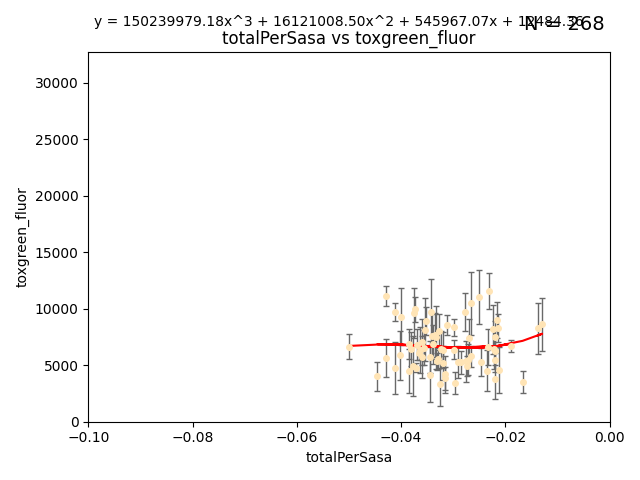 y = 150239979.18x^3 + 16121008.50x^2 + 545967.07x +
N = 268
totalPerSasa vs toxgreen_fluor
30000
25000
20000
15000
10000
5000
0
toxgreen_fluor
−0.10
−0.08
−0.06
−0.04
−0.02
0.00
totalPerSasa